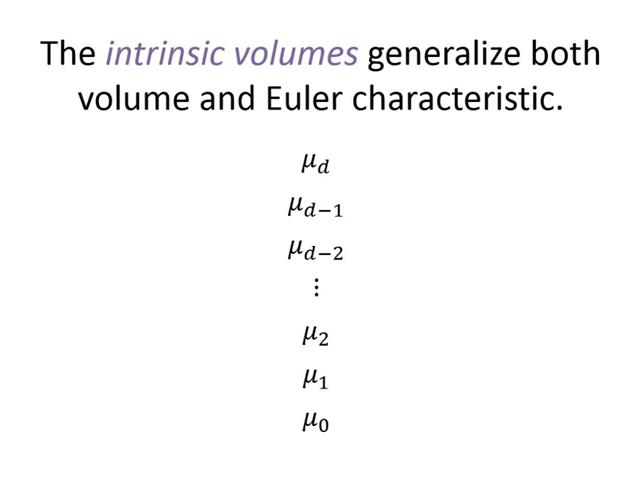 The intrinsic volumes generalize both
volume and Euler characteristic.
μ_d
μ_{d−1}
μ_{d−2}
⋮
μ_2
μ_1
μ_0